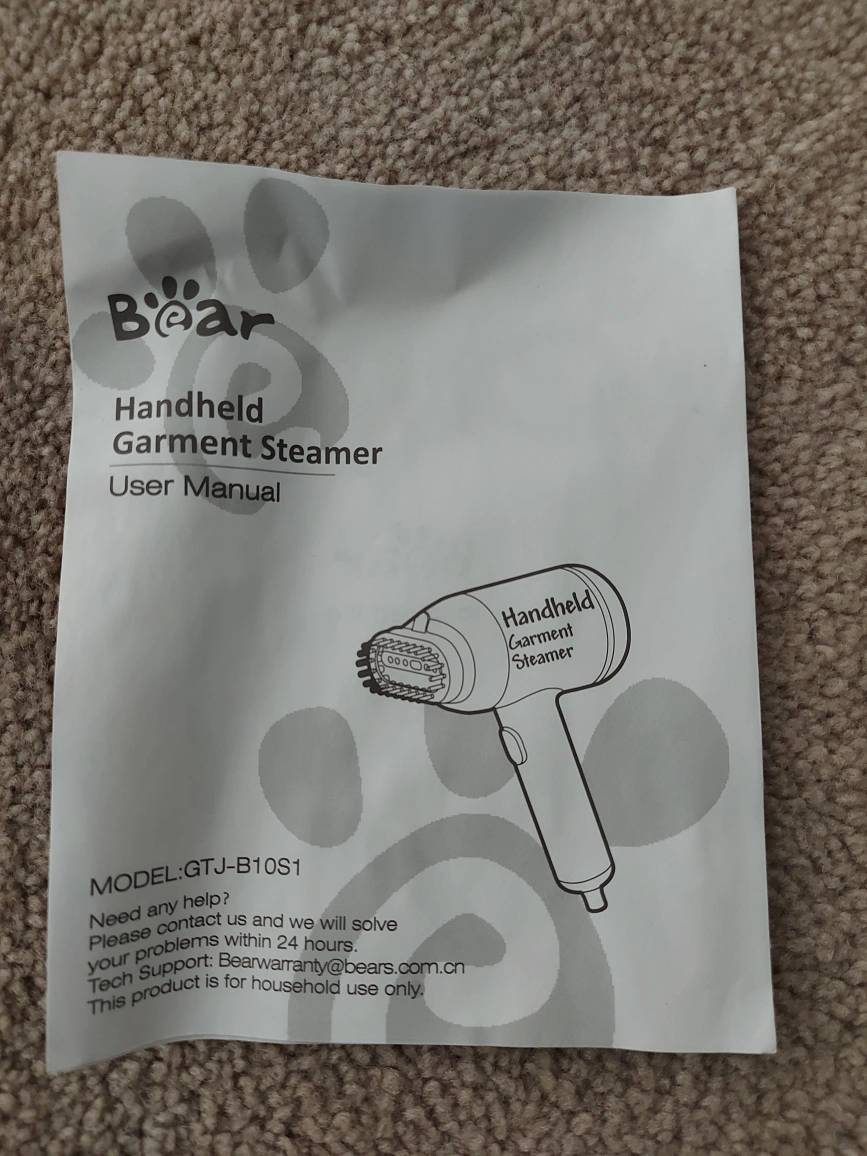 Bear
Handheld
Garment Steamer
User Manual
Handheld
Garment
Steamer
MODEL:GTJ-B10S1
Need any help?
Please contact us and we will solve
your problems within 24 hours.
Tech Support: Bearwarranty@bears.com.cn
This product is for household use only.